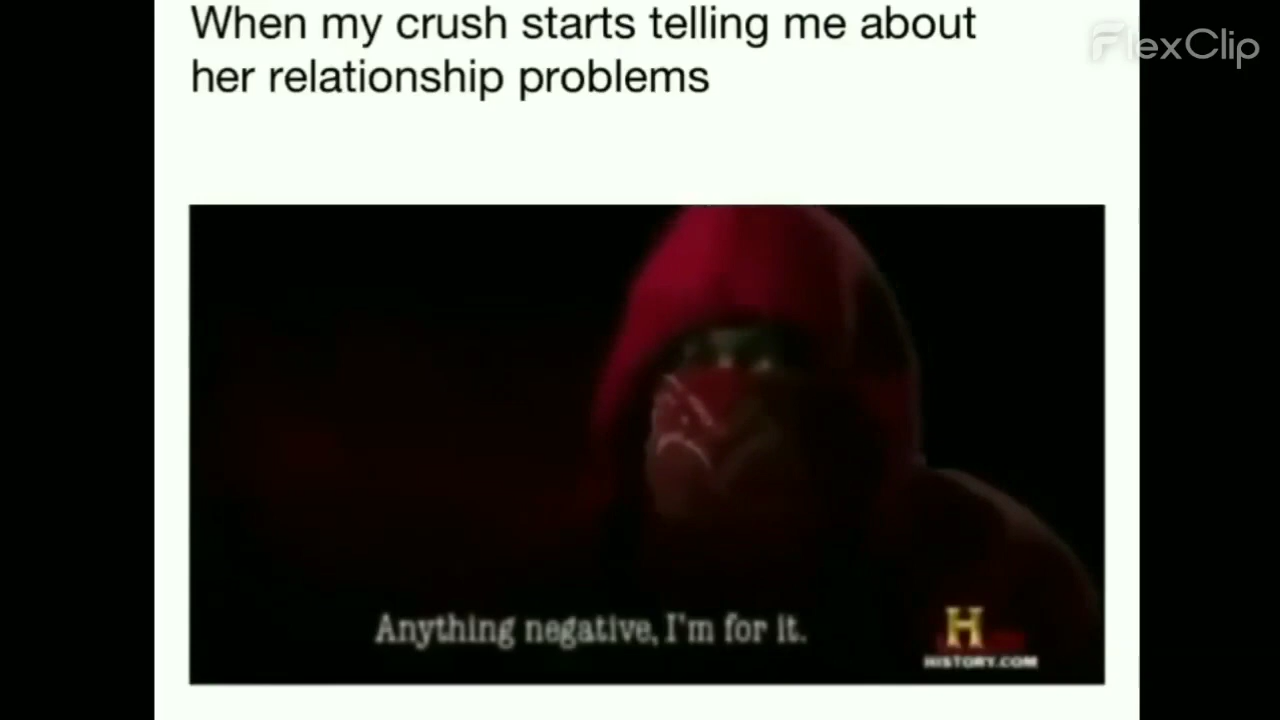 When my crush starts telling me about
her relationship problems
FlexClip
Anything negative, I'm for it.
H
HISTORY.COM